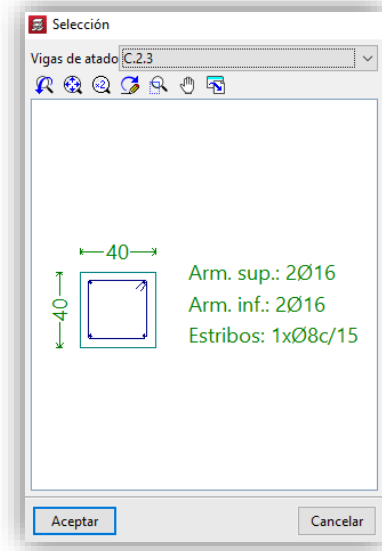 Selección
Vigas de atado C.2.3
x2
40
40
Arm. sup.: 2Ø16
Arm. inf.: 2Ø16
Estribos: 1xØ8c/15
Aceptar
Cancelar